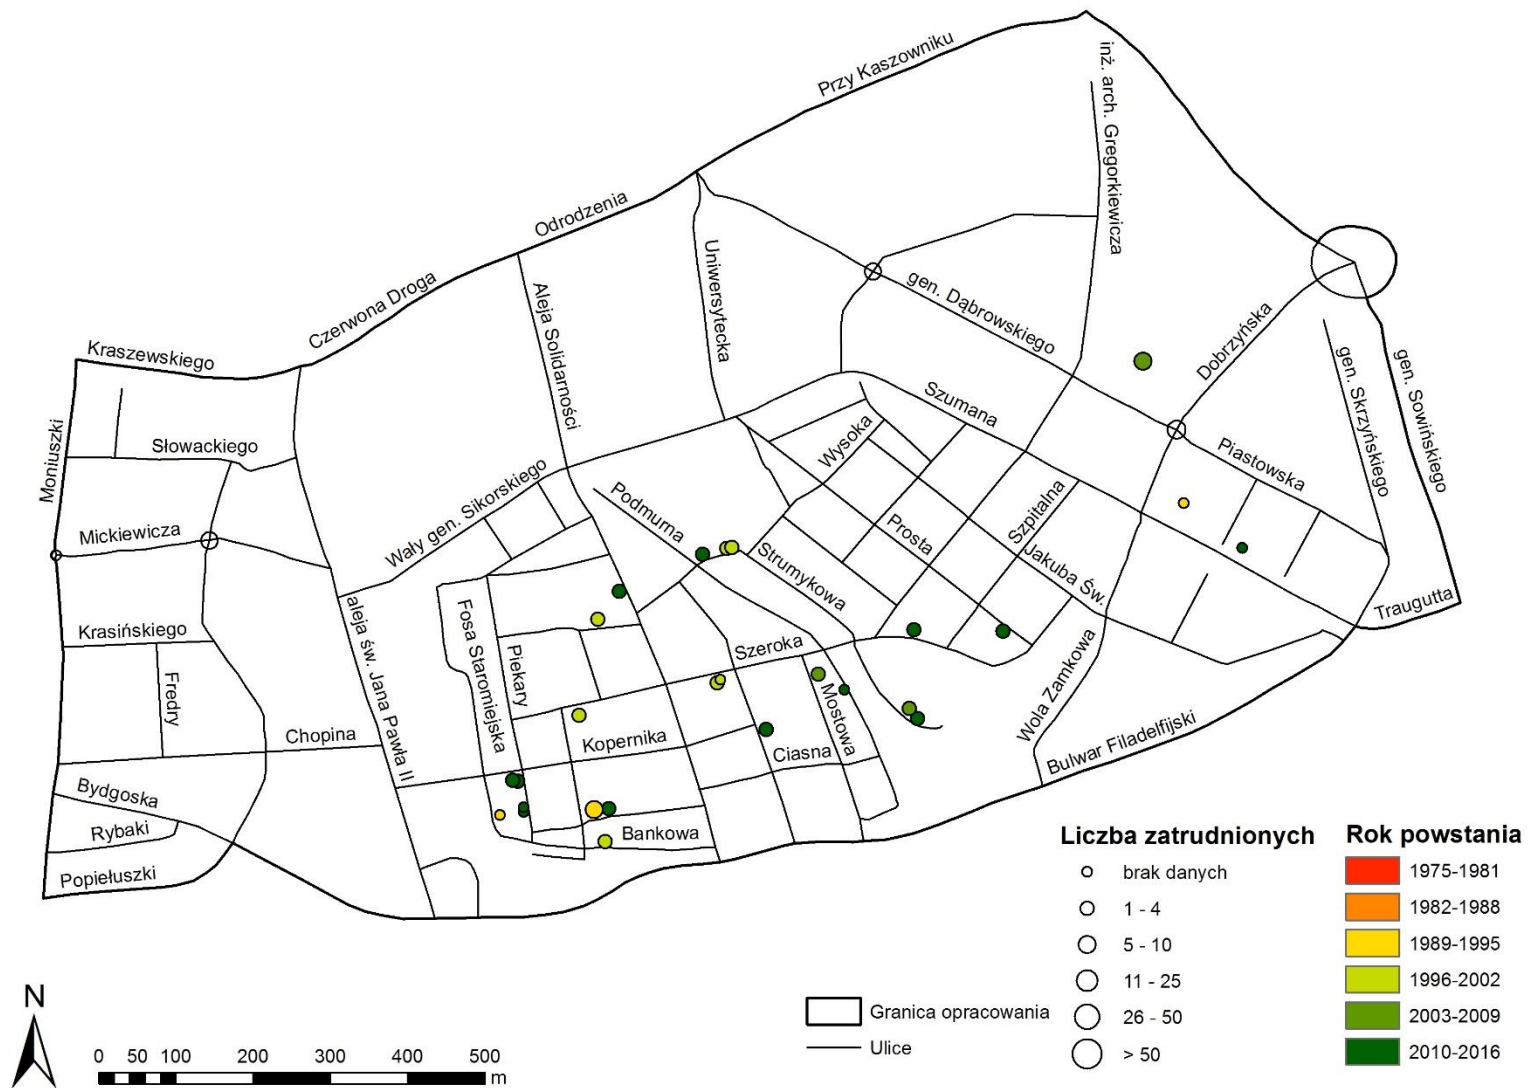 Przy Kaszowniku
inż. arch. Gregorkiewicza
Odrodzenia
Uniwersytecka
Czerwona Droga
Aleja Solidarności
gen. Dąbrowskiego
Dobrzyńska
Kraszewskiego
gen. Skrzyńskiego
gen. Sowińskiego
Szumana
Moniuszki
Słowackiego
Wysoka
Piastowska
Wały gen. Sikorskiego
Podmurna
Mickiewicza
Prosta
Szpitalna
Strumykowa
Jakuba Św.
Traugutta
Krasińskiego
aleja św. Jana Pawła II
Fosa Staromiejska
Piekary
Szeroka
Fredry
Mostowa
Wola Zamkowa
Chopina
Kopernika
Ciasna
Bulwar Filadelfijski
Bydgoska
Rybaki
Bankowa
Popiełuszki
Liczba zatrudnionych
brak danych
1 - 4
5 - 10
11 - 25
26 - 50
> 50
Rok powstania
1975-1981
1982-1988
1989-1995
1996-2002
2003-2009
2010-2016
Granica opracowania
Ulice
N
0 50 100 200 300 400 500
m